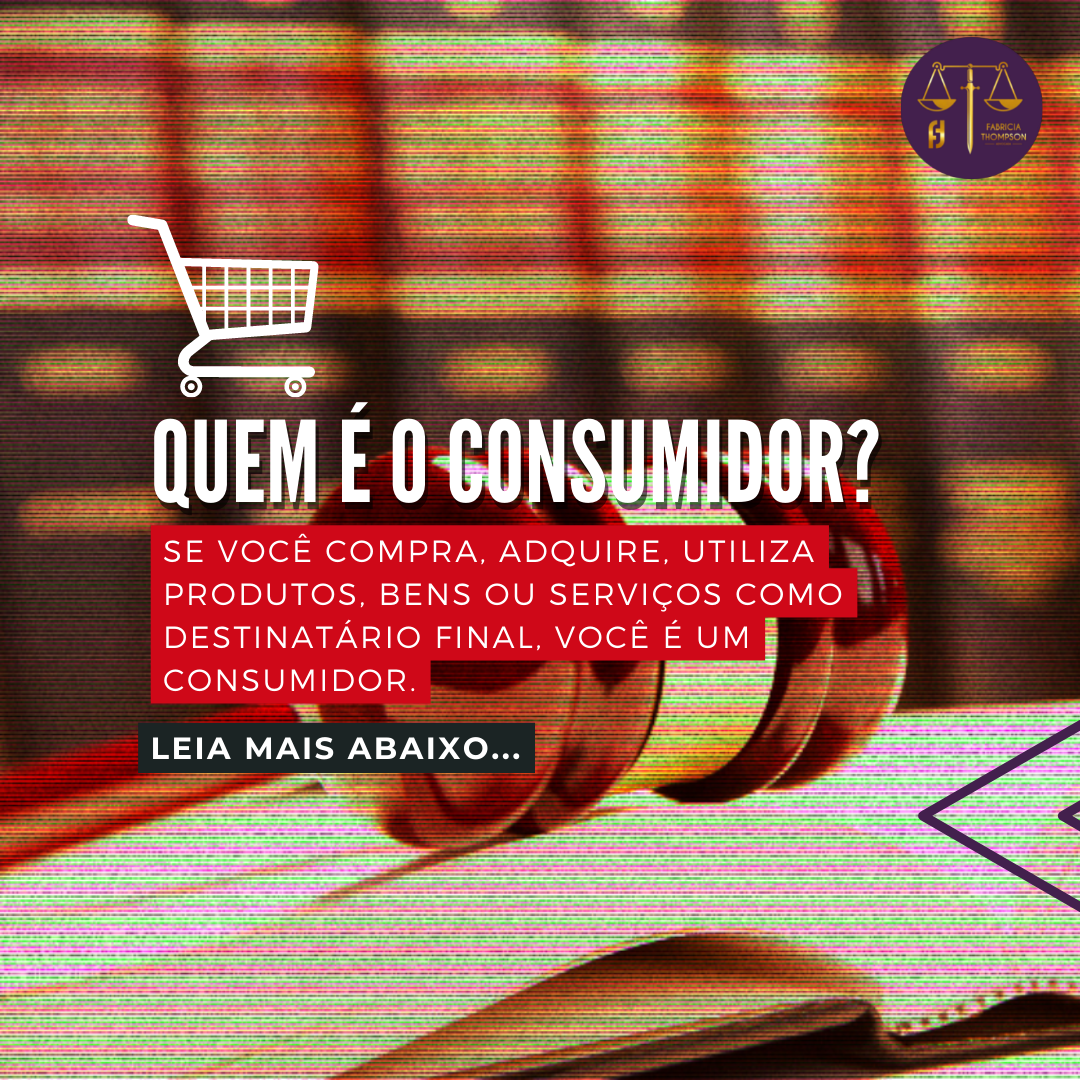 FABRICIA
THOMPSON
QUEM É O CONSUMIDOR?
SE VOCÊ COMPRA, ADQUIRE, UTILIZA
PRODUTOS, BENS OU SERVIÇOS COMO
DESTINATÁRIO FINAL, VOCÊ É UM
CONSUMIDOR.
LEIA MAIS ABAIXO...